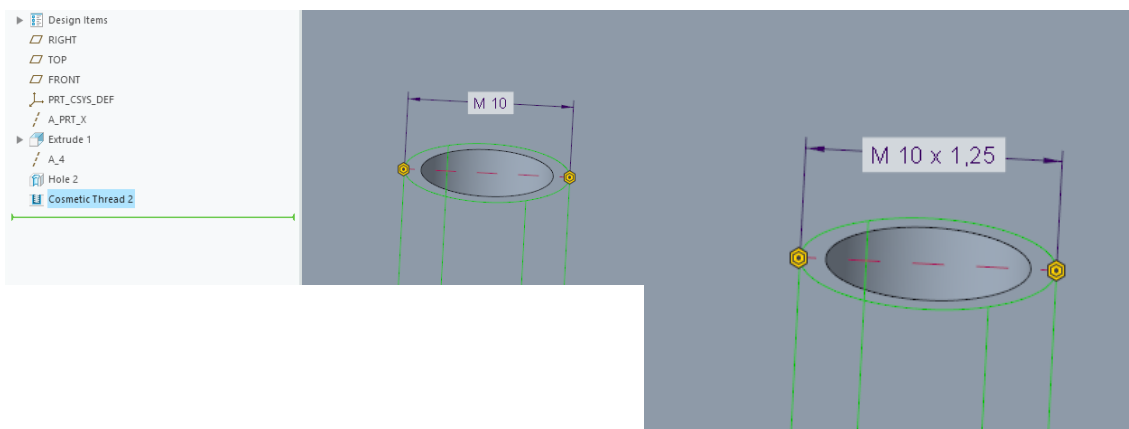 Design Items
RIGHT
TOP
FRONT
PRT_CSYS_DEF
A_PRT_X
Extrude 1
A_4
Hole 2
Cosmetic Thread 2
M 10
M 10 x 1,25